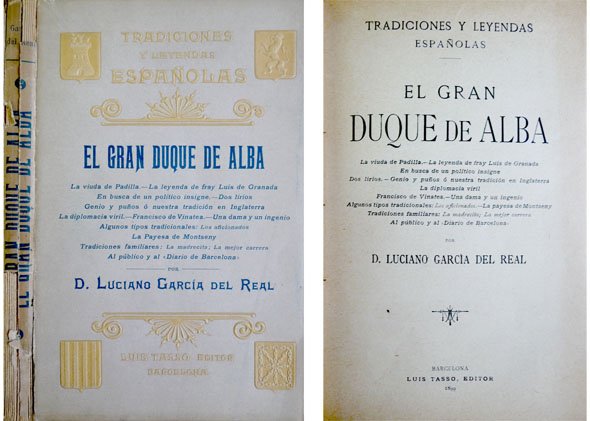 EL GRAN DUQUE DE ALBA
TRADICIONES
Y LEYENDAS
ESPAÑOLAS
EL GRAN DUQUE DE ALBA
La viuda de Padilla.—La leyenda de fray Luis de Granada
En busca de un político insigne.—Dos lirios
Genio y puños ó nuestra tradición en Inglaterra
La diplomacia viril.—Francisco de Vinatea.—Una dama y un ingenio
Algunos tipos tradicionales: Los aficionados
La Payesa de Montseny
Tradiciones familiares: La madrecita; La mejor carrera
Al público y al «Diario de Barcelona»
POR
D. LUCIANO GARCÍA DEL REAL
LUIS TASSO, EDITOR
BARCELONA
TRADICIONES Y LEYENDAS
ESPAÑOLAS
EL GRAN
DUQUE DE ALBA
La viuda de Padilla.—La leyenda de fray Luis de Granada
En busca de un político insigne
Dos lirios.—Genio y puños ó nuestra tradición en Inglaterra
La diplomacia viril
Francisco de Vinatea.—Una dama y un ingenio
Algunos tipos tradicionales: Los aficionados.—La payesa de Montseny
Tradiciones familiares: La madrecita; La mejor carrera
Al público y al «Diario de Barcelona»
POR
D. LUCIANO GARCÍA DEL REAL
BARCELONA
LUIS TASSO, EDITOR